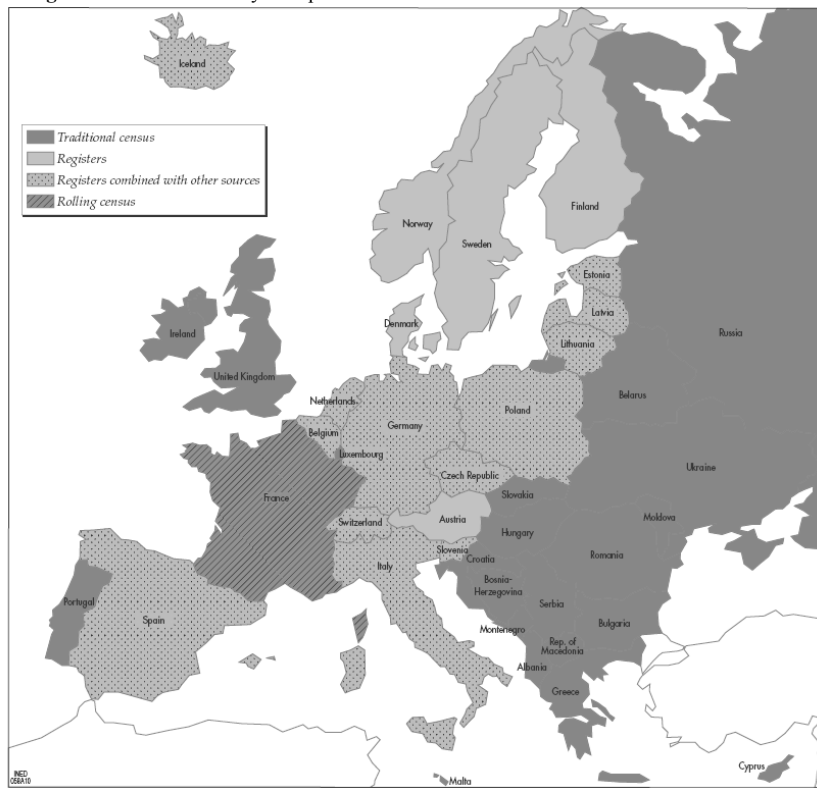 Iceland
Traditional census
Registers
Registers combined with other sources
Rolling census
Norway
Sweden
Finland
Estonia
Latvia
Lithuania
Russia
Denmark
Ireland
United Kingdom
Netherlands
Belgium
Luxembourg
Germany
Poland
Belarus
Czech Republic
Ukraine
Slovakia
France
Switzerland
Austria
Hungary
Moldova
Slovenia
Croatia
Romania
Italy
Bosnia-
Herzegovina
Serbia
Portugal
Spain
Bulgaria
Montenegro
Rep. of
Macedonia
Albania
Greece
Cyprus
Malta
INED
058A10